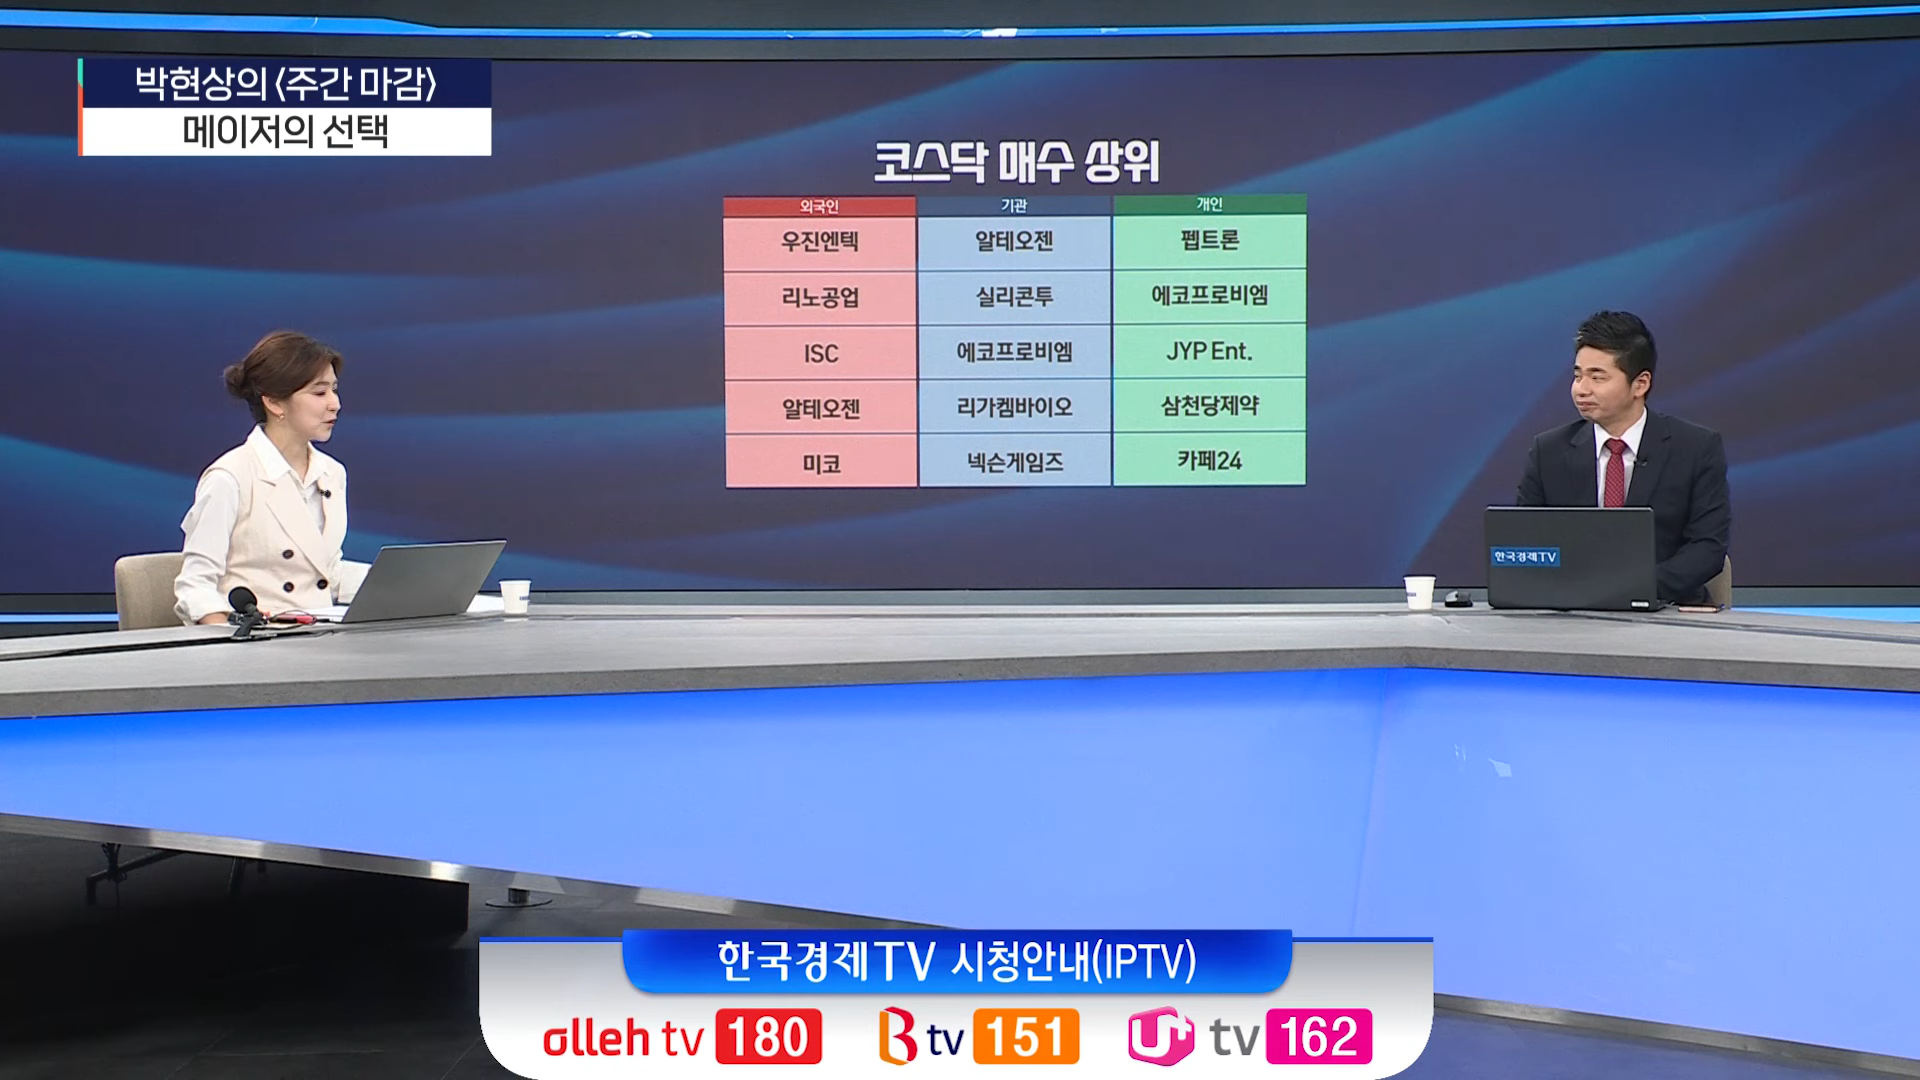 박현상의 〈주간 마감〉
메이저의 선택
코스닥 매수 상위
외국인 기관 개인
우진엔텍 알테오젠 펩트론
리노공업 실리콘투 에코프로비엠
ISC 에코프로비엠 JYP Ent.
알테오젠 리가켐바이오 삼천당제약
미코 넥슨게임즈 카페24
한국경제TV
한국경제TV 시청안내(IPTV)
olleh tv 180 B tv 151 U+ tv 162